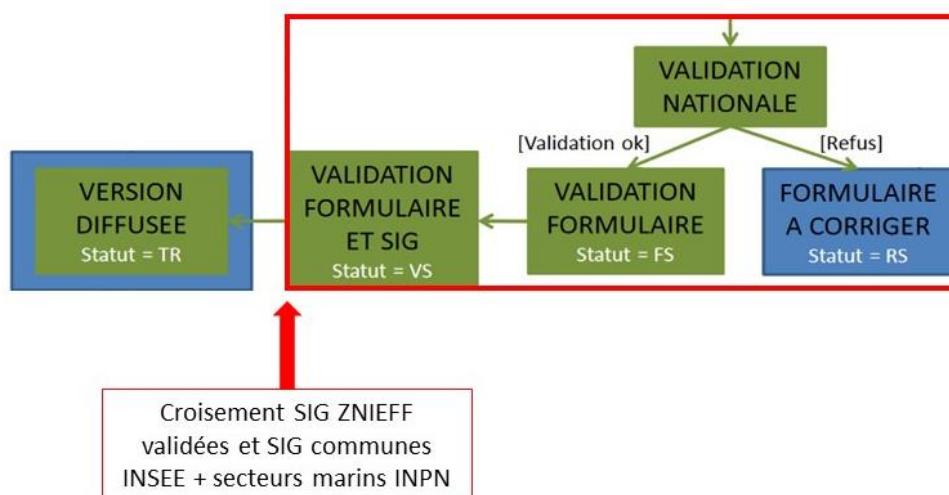 VALIDATION
NATIONALE
[Validation ok]
[Refus]
VERSION
DIFFUSEE
Statut = TR
VALIDATION
FORMULAIRE
ET SIG
Statut = VS
VALIDATION
FORMULAIRE
Statut = FS
FORMULAIRE
A CORRIGER
Statut = RS
Croisement SIG ZNIEFF
validées et SIG communes
INSEE + secteurs marins INPN